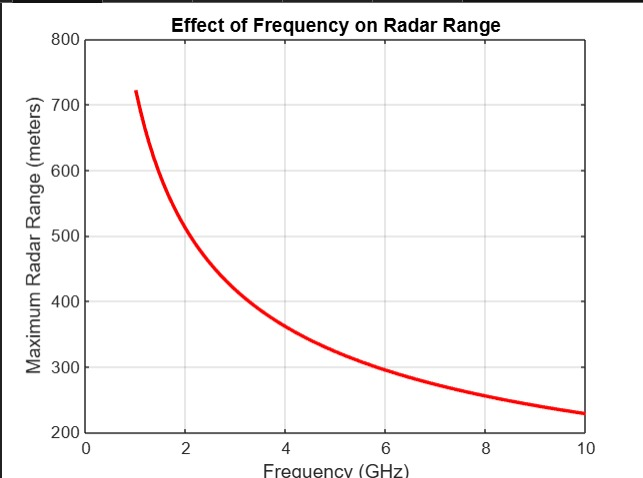 Effect of Frequency on Radar Range
Maximum Radar Range (meters)
800
700
600
500
400
300
200
0 2 4 6 8 10
Frequency (GHz)